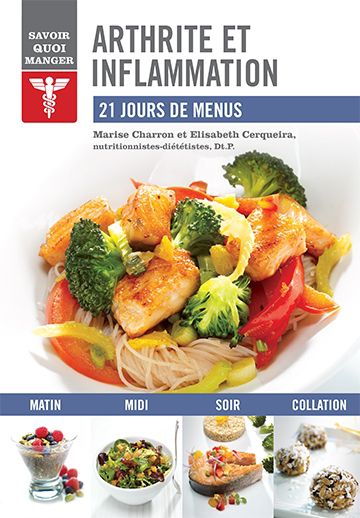 SAVOIR
QUOI
MANGER
ARTHRITE ET
INFLAMMATION
21 JOURS DE MENUS
Marise Charron et Elisabeth Cerqueira,
nutritionnistes-diététistes, Dt.P.
MATIN
MIDI
SOIR
COLLATION